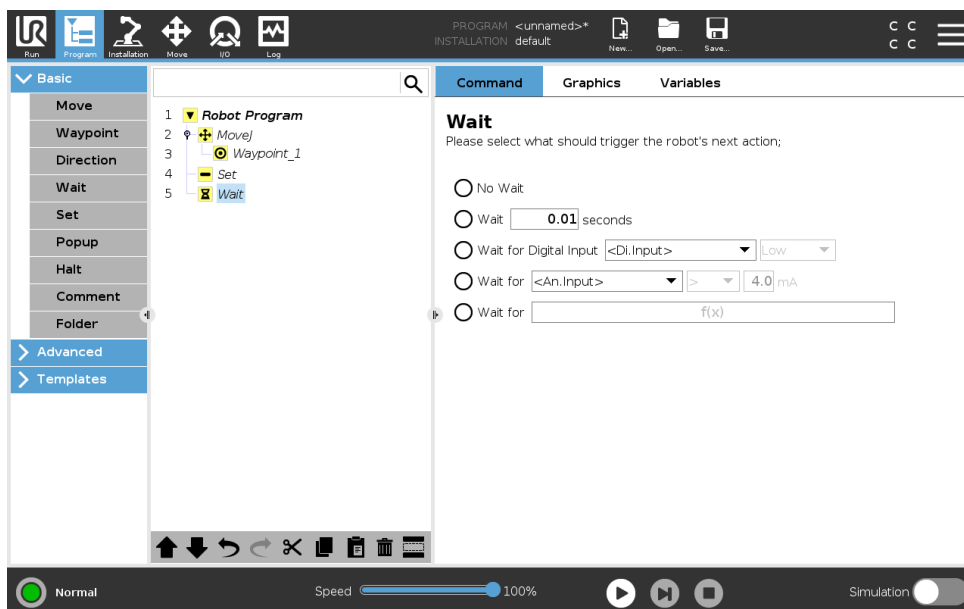 UR
Run
Program
Installation
Move
I/O
Log
PROGRAM <unnamed>*
INSTALLATION default
New...
Open...
Save...
C C
C C
Basic
Move
Waypoint
Direction
Wait
Set
Popup
Halt
Comment
Folder
Advanced
Templates
1 Robot Program
2 MoveJ
3 Waypoint_1
4 Set
5 Wait
Command Graphics Variables
Wait
Please select what should trigger the robot's next action;
No Wait
Wait 0.01 seconds
Wait for Digital Input <Di.Input> Low
Wait for <An.Input> > 4.0 mA
Wait for f(x)
Normal
Speed 100%
Simulation